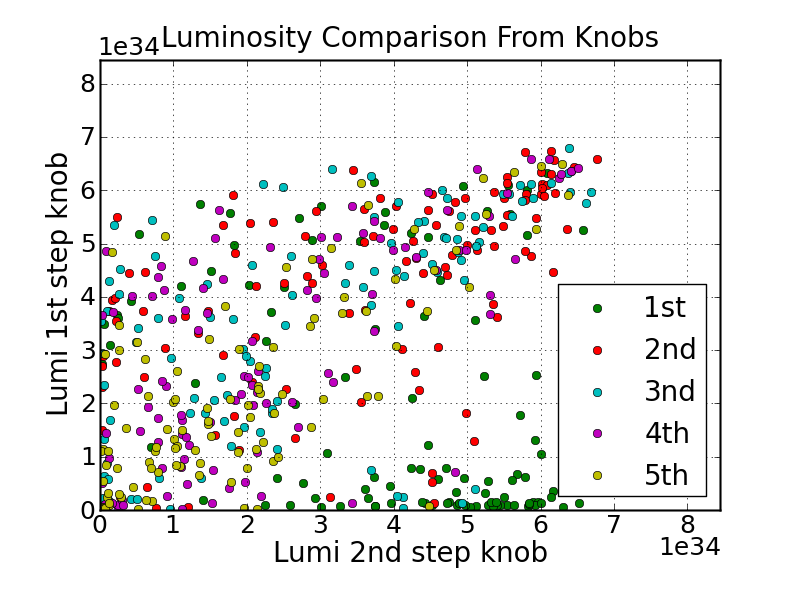 Luminosity Comparison From Knobs
1e34
Lumi 1st step knob
8
7
6
5
4
3
2
1
0
0 1 2 3 4 5 6 7 8
1e34
Lumi 2nd step knob
1st
2nd
3nd
4th
5th